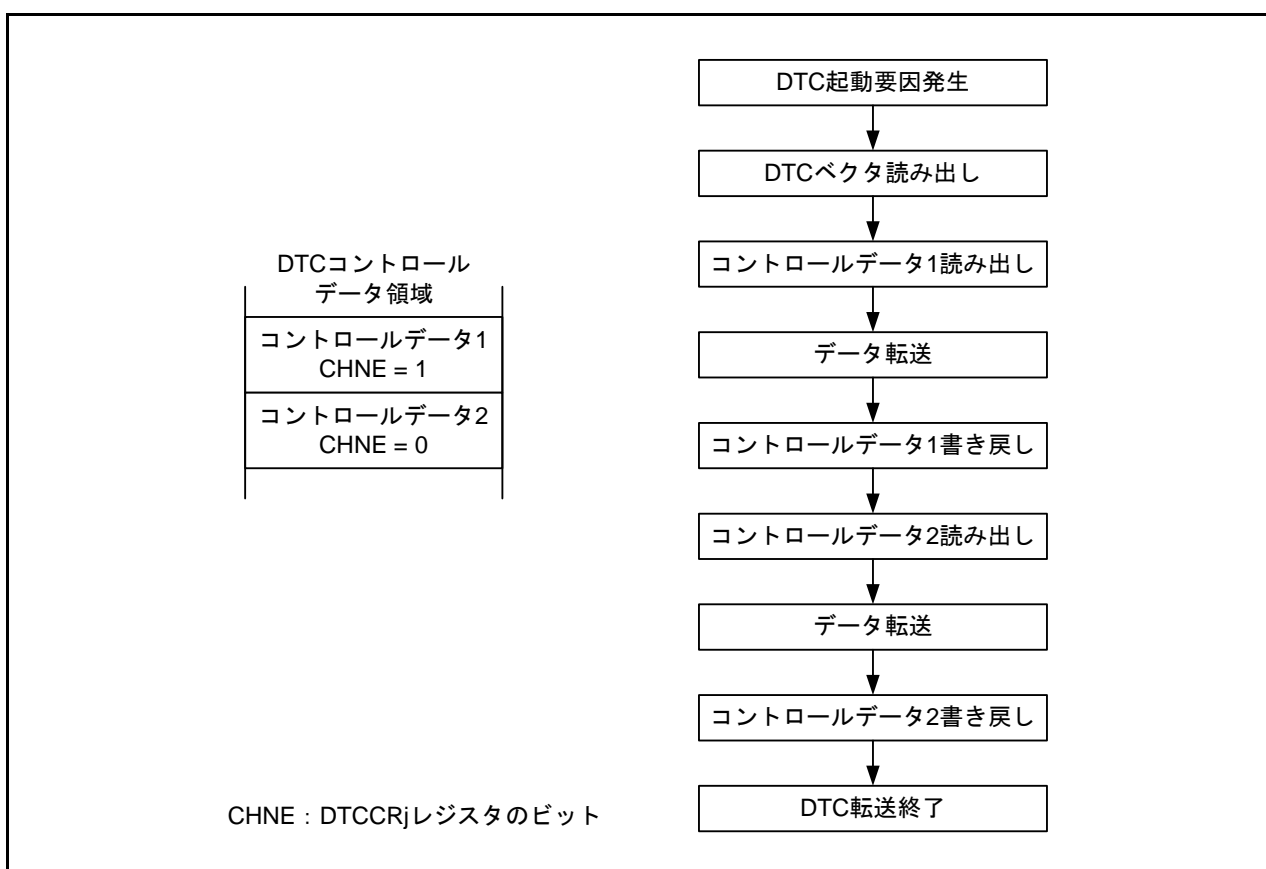 DTC起動要因発生
DTCベクタ読み出し
コントロールデータ1読み出し
データ転送
コントロールデータ1書き戻し
コントロールデータ2読み出し
データ転送
コントロールデータ2書き戻し
DTC転送終了
DTCコントロール
データ領域
コントロールデータ1
CHNE = 1
コントロールデータ2
CHNE = 0
CHNE：DTCCRjレジスタのビット